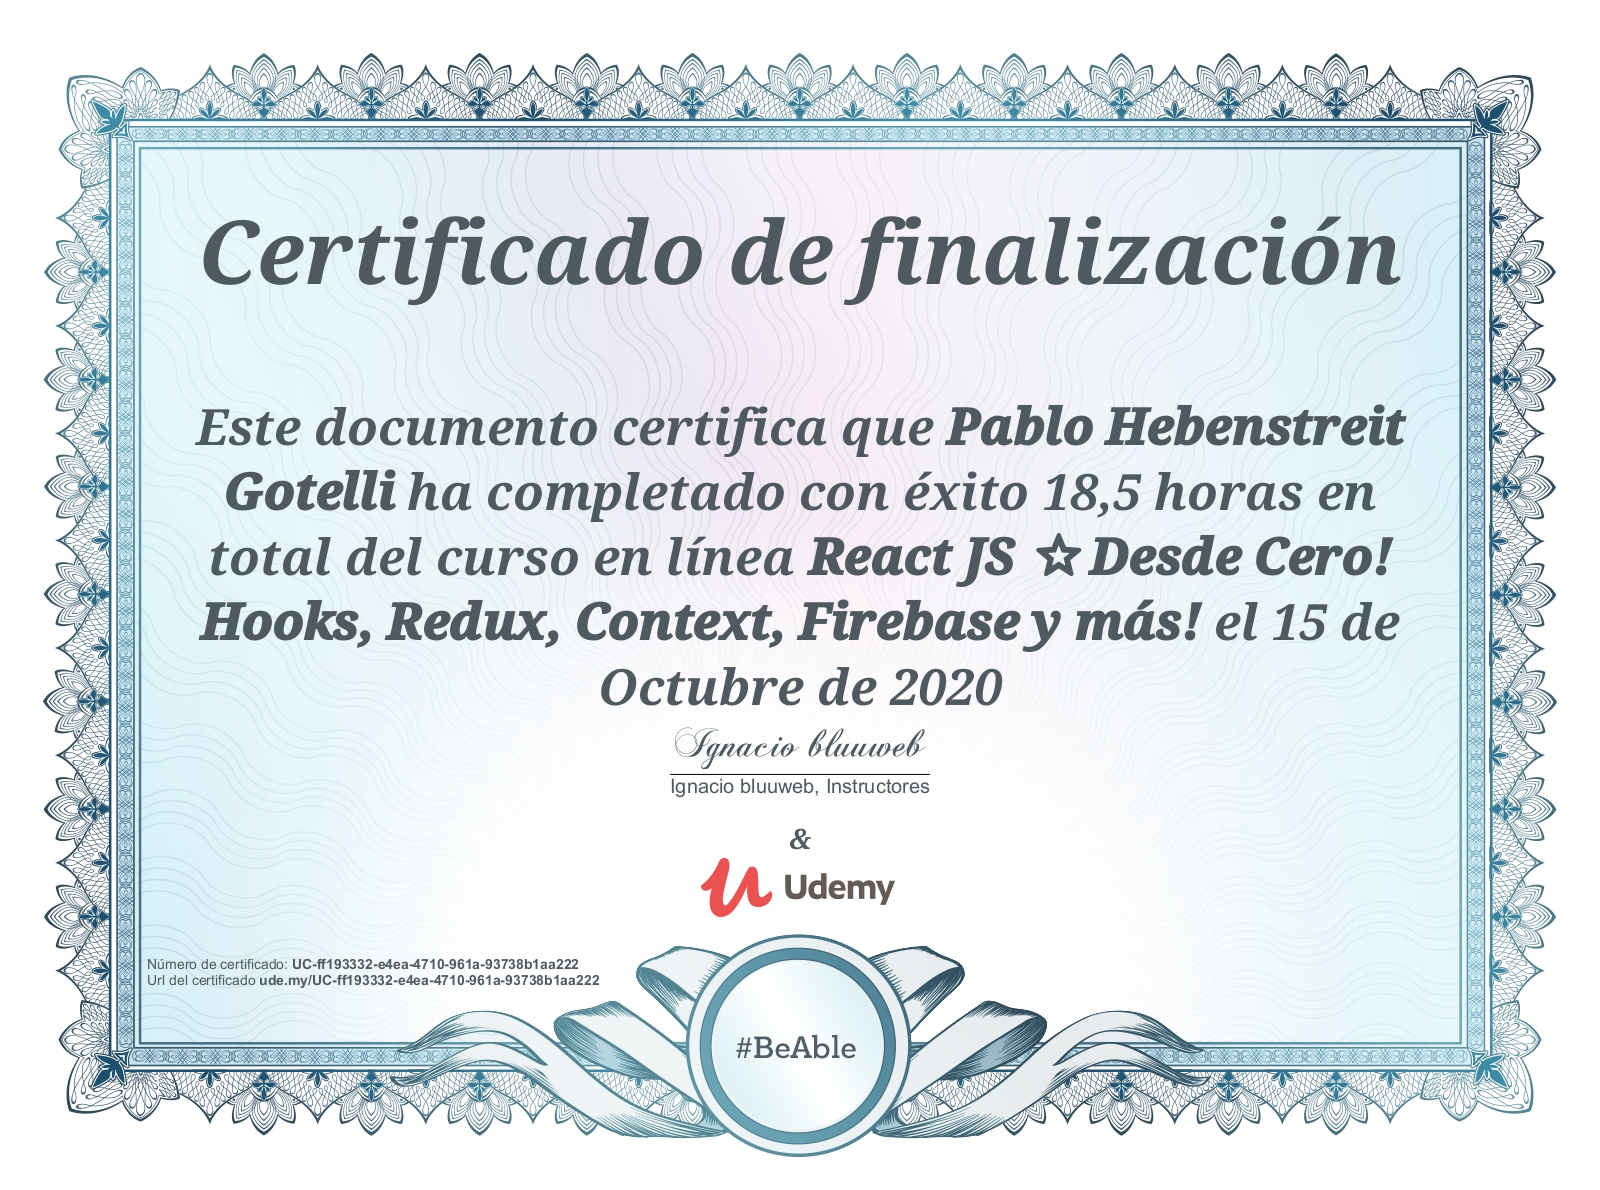 Certificado de finalización
Este documento certifica que Pablo Hebenstreit
Gotelli ha completado con éxito 18,5 horas en
total del curso en línea React JS ☆ Desde Cero!
Hooks, Redux, Context, Firebase y más! el 15 de
Octubre de 2020
Ignacio bluuweb
Ignacio bluuweb, Instructores
&
Udemy
Número de certificado: UC-ff193332-e4ea-4710-961a-93738b1aa222
Url del certificado ude.my/UC-ff193332-e4ea-4710-961a-93738b1aa222
#BeAble